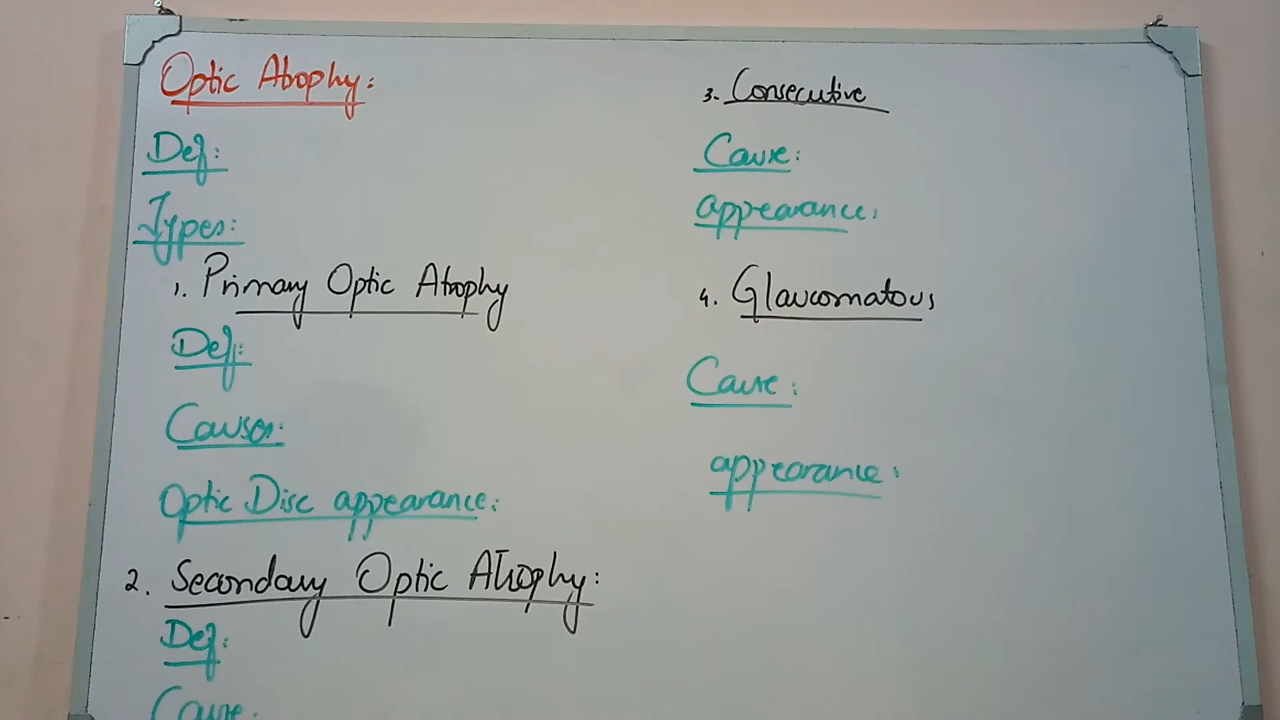 Optic Atrophy:
Def:
Types:
1. Primary Optic Atrophy
Def:
Causes:
Optic Disc appearance:
2. Secondary Optic Atrophy:
Def:
Cause.
3. Consecutive
Cause:
appearance:
4. Glaucomatous
Cause:
appearance: